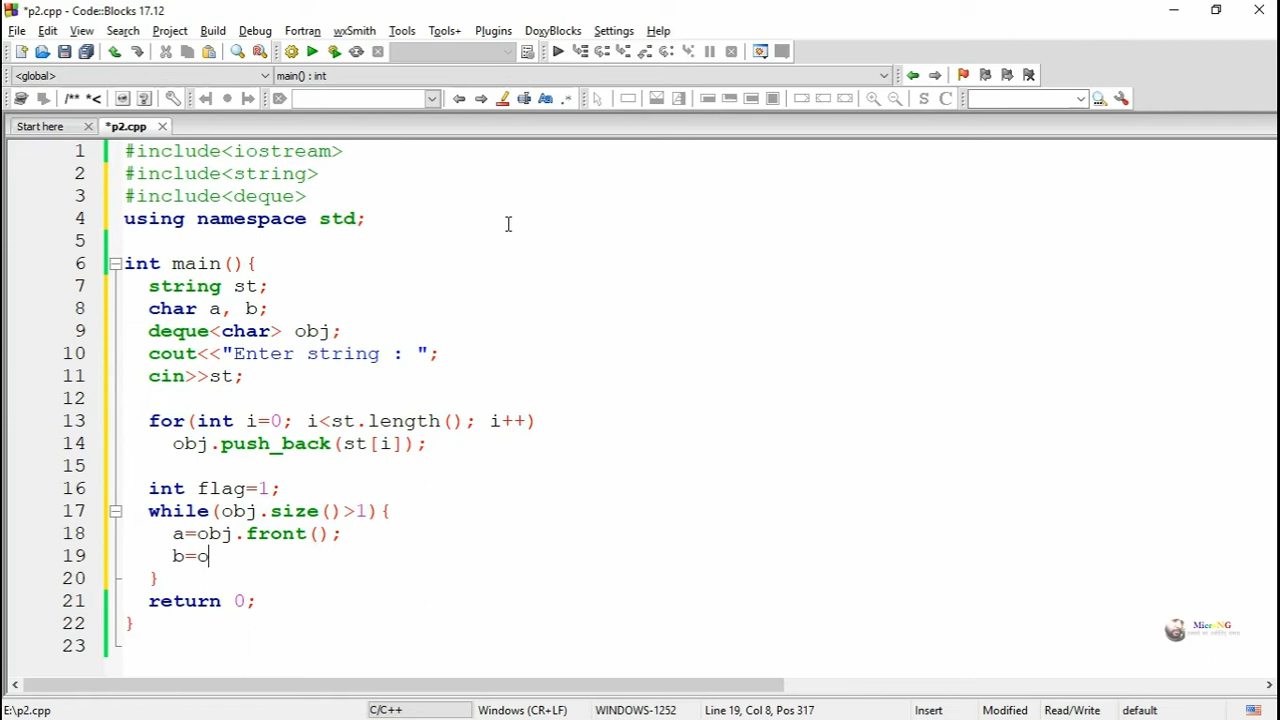 *p2.cpp - Code::Blocks 17.12
File Edit View Search Project Build Debug Fortran wxSmith Tools Tools+ Plugins DoxyBlocks Settings Help
<global> main() : int
/** *< S C
Start here *p2.cpp
1 #include<iostream>
2 #include<string>
3 #include<deque>
4 using namespace std;
5
6 int main(){
7 string st;
8 char a, b;
9 deque<char> obj;
10 cout<<"Enter string : ";
11 cin>>st;
12
13 for(int i=0; i<st.length(); i++)
14 obj.push_back(st[i]);
15
16 int flag=1;
17 while(obj.size()>1){
18 a=obj.front();
19 b=o
20 }
21 return 0;
22 }
23
MicroNG
E:\p2.cpp C/C++ Windows (CR+LF) WINDOWS-1252 Line 19, Col 8, Pos 317 Insert Modified Read/Write default